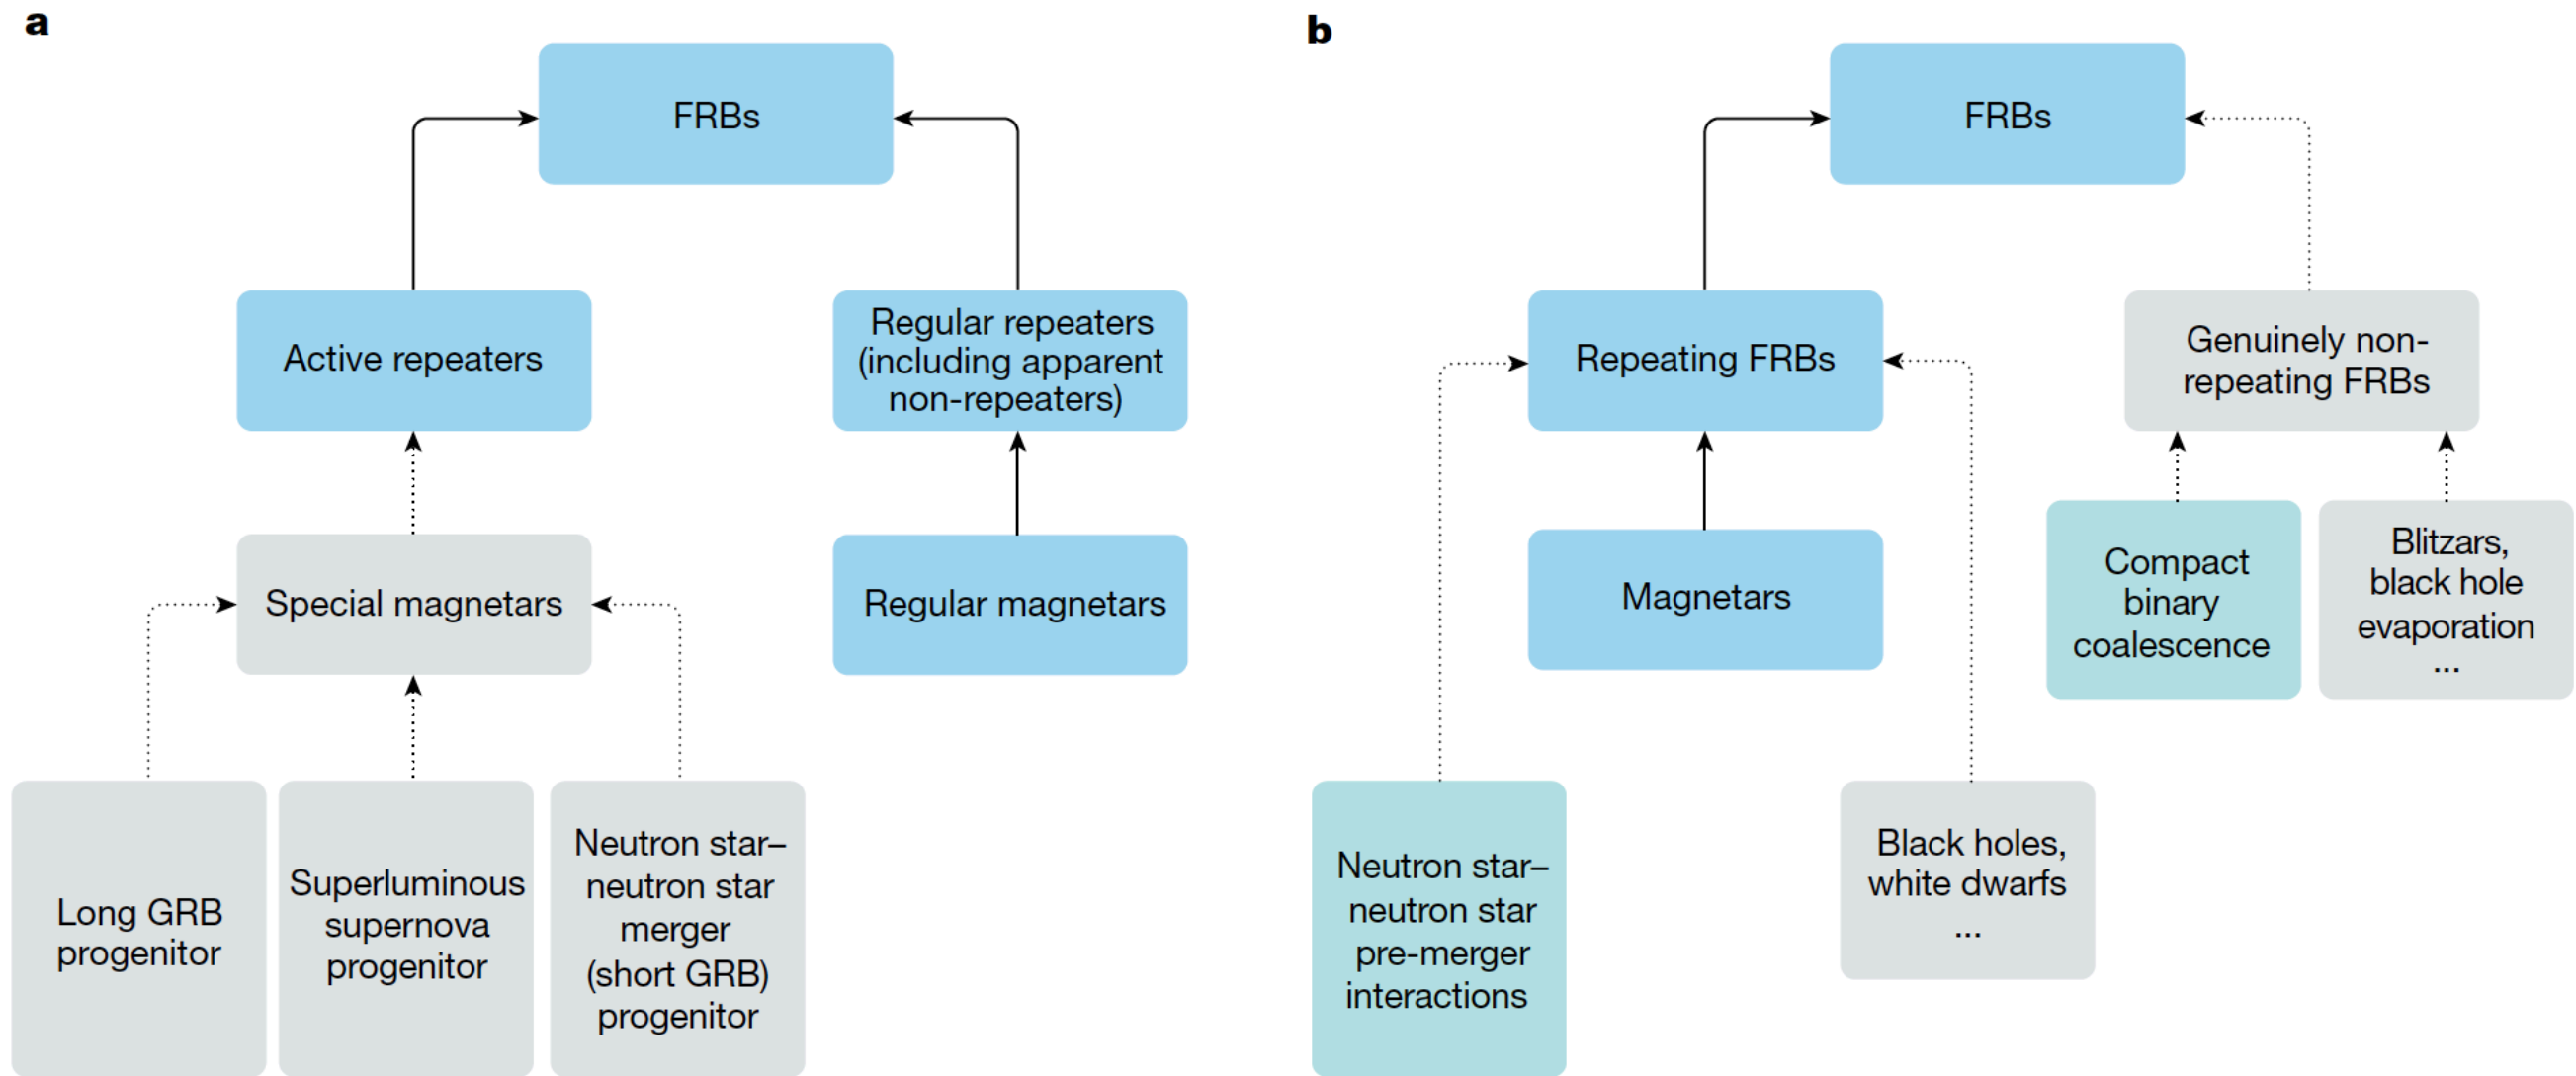 a
FRBs
Active repeaters
Regular repeaters
(including apparent
non-repeaters)
Special magnetars
Regular magnetars
Long GRB
progenitor
Superluminous
supernova
progenitor
Neutron star–
neutron star
merger
(short GRB)
progenitor
b
FRBs
Repeating FRBs
Genuinely non-
repeating FRBs
Magnetars
Compact
binary
coalescence
Blitzars,
black hole
evaporation
...
Neutron star–
neutron star
pre-merger
interactions
Black holes,
white dwarfs
...